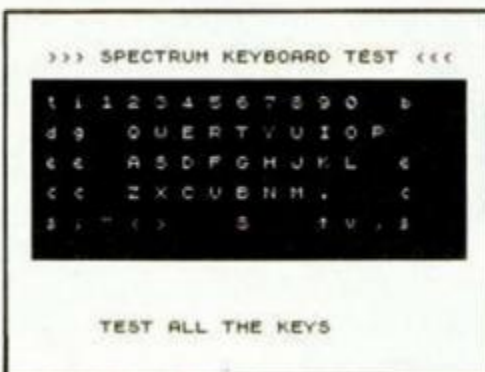 >>> SPECTRUM KEYBOARD TEST <<<
t i 1 2 3 4 5 6 7 8 9 0 b
d g Q W E R T Y U I O P
e e A S D F G H J K L e
c c Z X C V B N M . c
s ; " < > S ↑ v , s
TEST ALL THE KEYS